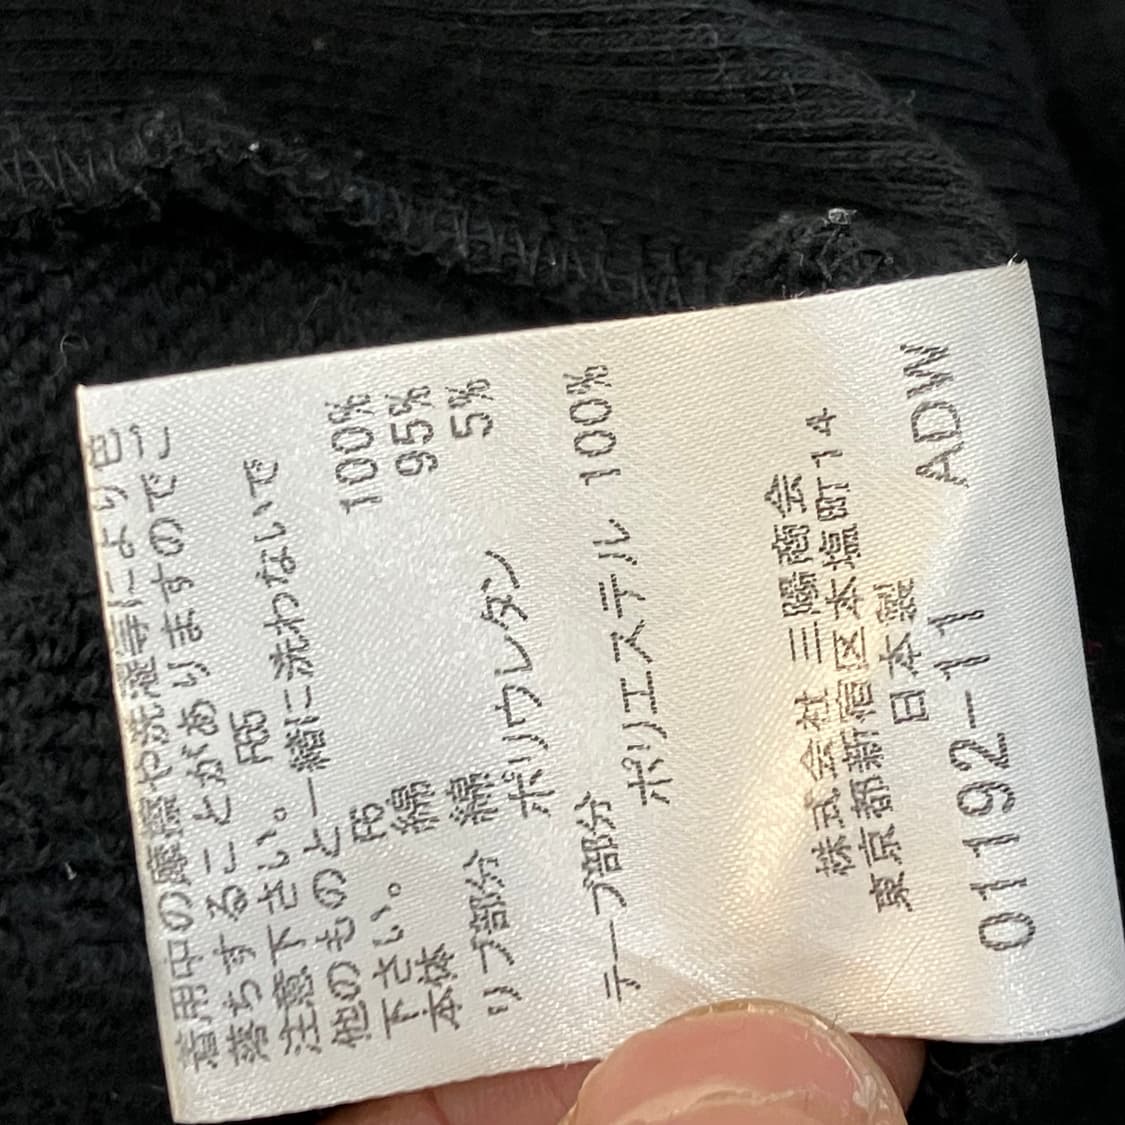 着用中の摩擦や洗濯等により色
落ちすることがありますのでご
注意下さい。 F65
他のものと一緒に洗わないで
下さい。 F6
本体 綿 100%
リブ部分 綿 95%
ポリウレタン 5%
テープ部分
ポリエステル 100%
株式会社 三陽商会
東京都新宿区本塩町14
日本製
01192-11 ADW